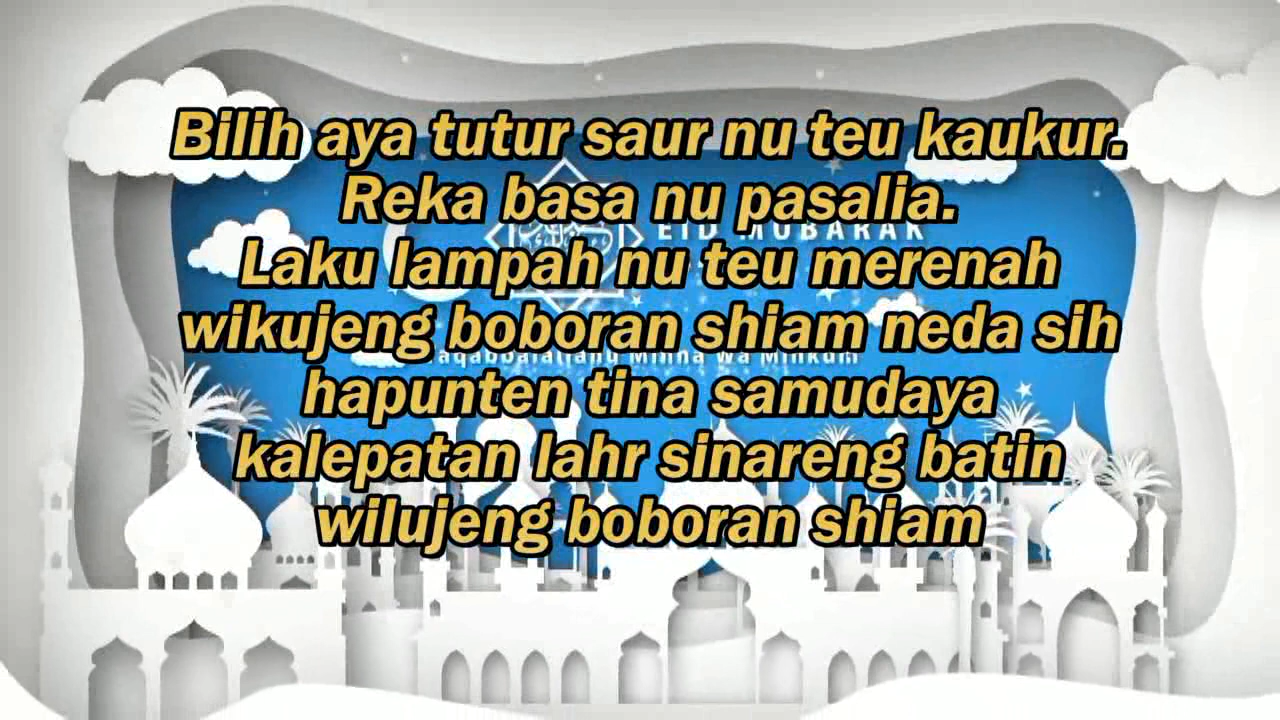 Bilih aya tutur saur nu teu kaukur.
Reka basa nu pasalia.
EID MUBARAK
Laku lampah nu teu merenah
wikujeng boboran shiam neda sih
Minna wa Minkum
hapunten tina samudaya
kalepatan lahr sinareng batin
wilujeng boboran shiam